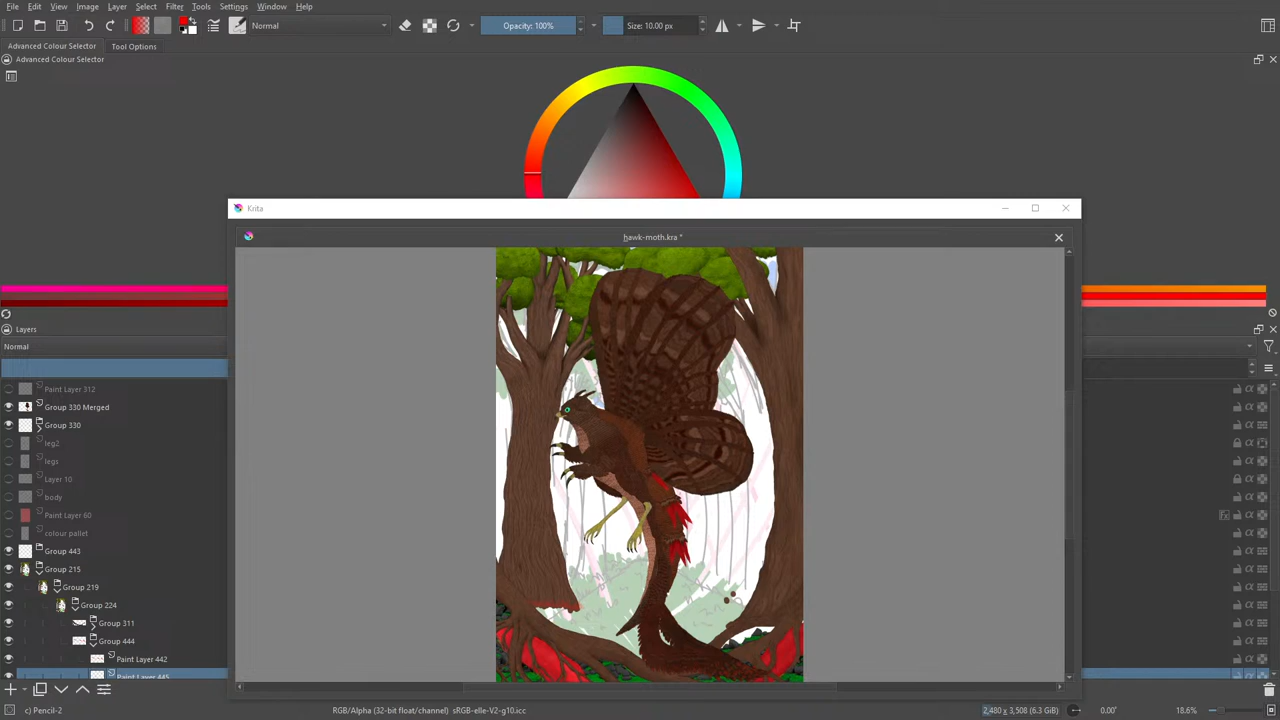 File Edit View Image Layer Select Filter Tools Settings Window Help
Normal Opacity: 100% Size: 10.00 px
Advanced Colour Selector Tool Options
Advanced Colour Selector
Krita
hawk-moth.kra *
Layers
Normal
Paint Layer 312
Group 330 Merged
Group 330
leg2
legs
Layer 10
body
Paint Layer 60
colour pallet
Group 443
Group 215
Group 219
Group 224
Group 311
Group 444
Paint Layer 442
Paint Layer 445
c) Pencil-2 RGB/Alpha (32-bit float/channel) sRGB-elle-V2-g10.icc 2,480 x 3,508 (6.3 GiB) 0.00° 18.6%